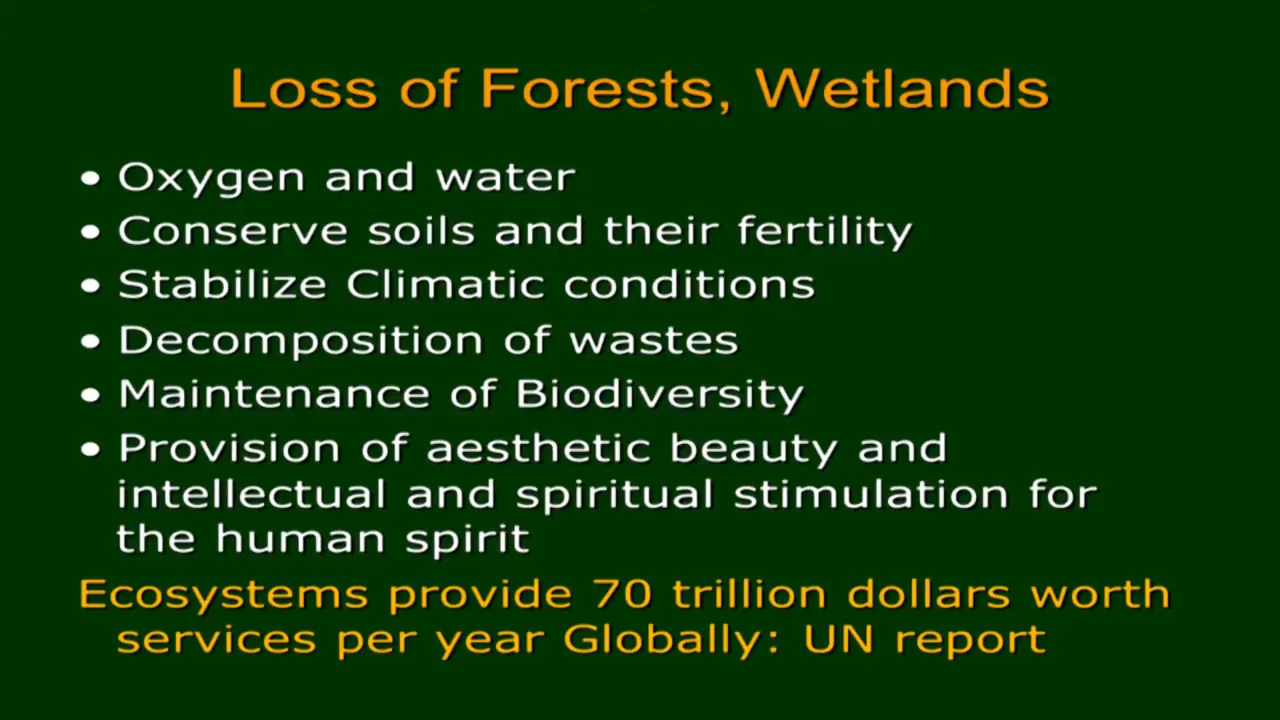 Loss of Forests, Wetlands
• Oxygen and water
• Conserve soils and their fertility
• Stabilize Climatic conditions
• Decomposition of wastes
• Maintenance of Biodiversity
• Provision of aesthetic beauty and
intellectual and spiritual stimulation for
the human spirit
Ecosystems provide 70 trillion dollars worth
services per year Globally: UN report